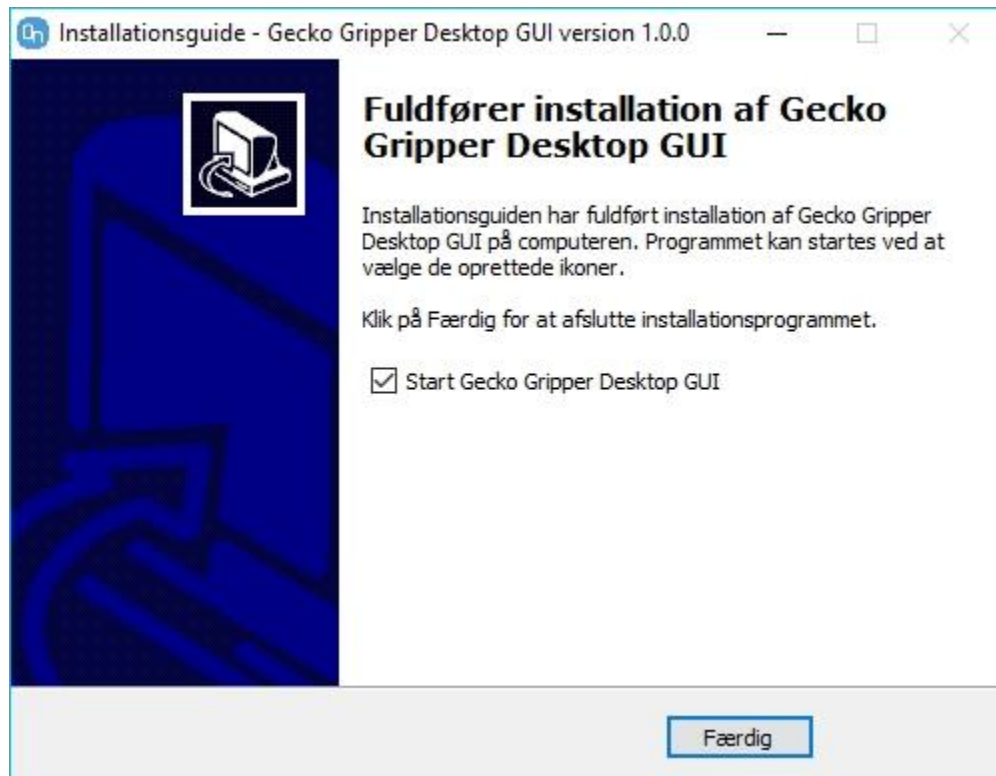 Installationsguide - Gecko Gripper Desktop GUI version 1.0.0
Fuldfører installation af Gecko
Gripper Desktop GUI
Installationsguiden har fuldført installation af Gecko Gripper
Desktop GUI på computeren. Programmet kan startes ved at
vælge de oprettede ikoner.
Klik på Færdig for at afslutte installationsprogrammet.
Start Gecko Gripper Desktop GUI
Færdig